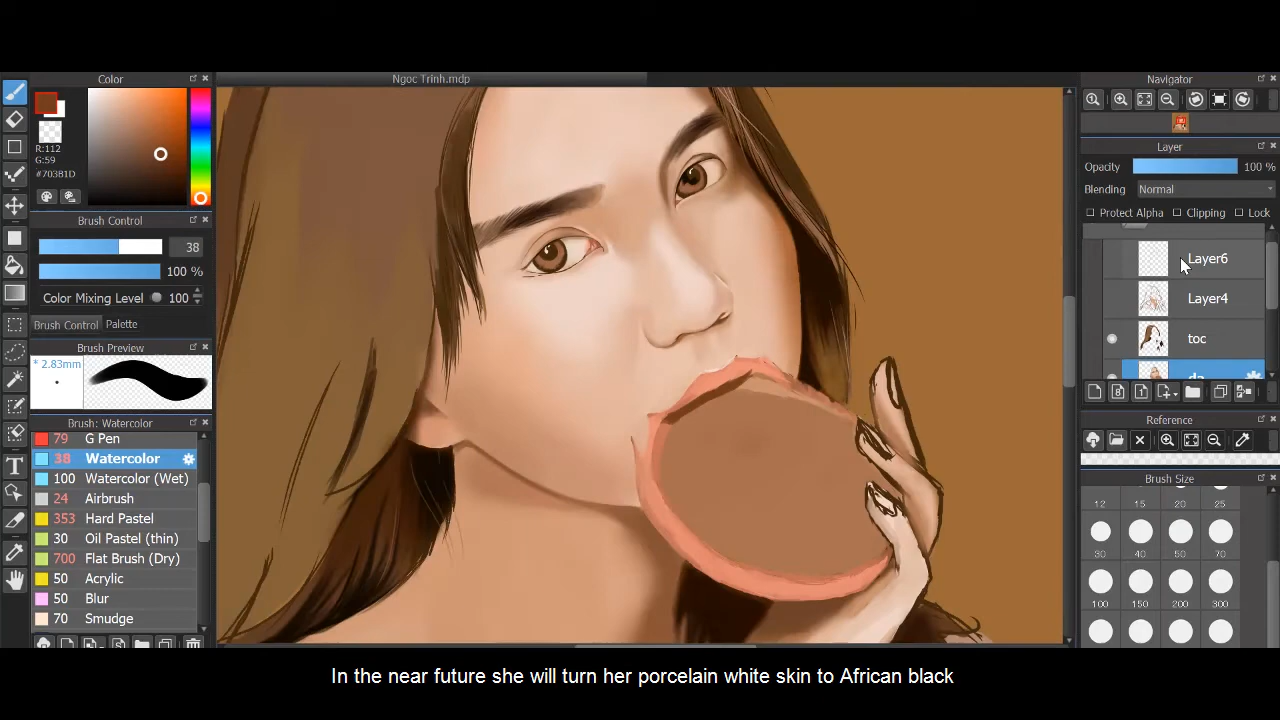 Color
Ngoc Trinh.mdp
Navigator
R:112
G:59
#703B1D
Layer
Opacity 100 %
Blending Normal
Protect Alpha Clipping Lock
Brush Control
38
100 %
Color Mixing Level 100
Brush Control Palette
Layer6
Layer4
toc
da
Brush Preview
* 2.83mm
Brush: Watercolor
79 G Pen
38 Watercolor
100 Watercolor (Wet)
24 Airbrush
353 Hard Pastel
30 Oil Pastel (thin)
700 Flat Brush (Dry)
50 Acrylic
50 Blur
70 Smudge
Reference
Brush Size
12 15 20 25
30 40 50 70
100 150 200 300
In the near future she will turn her porcelain white skin to African black